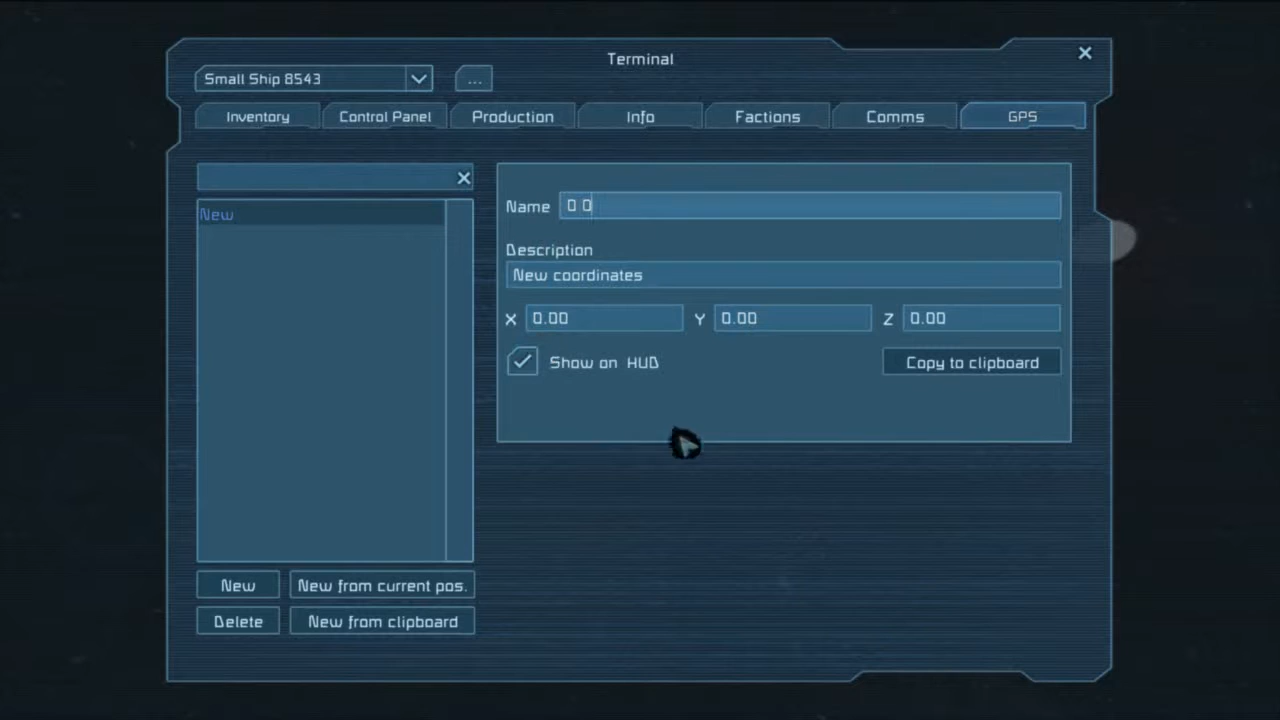 Terminal
Small Ship 8543
...
Inventory Control Panel Production Info Factions Comms GPS
New
Name 0 0
Description
New coordinates
X 0.00 Y 0.00 Z 0.00
Show on HUD
Copy to clipboard
New New from current pos.
Delete New from clipboard